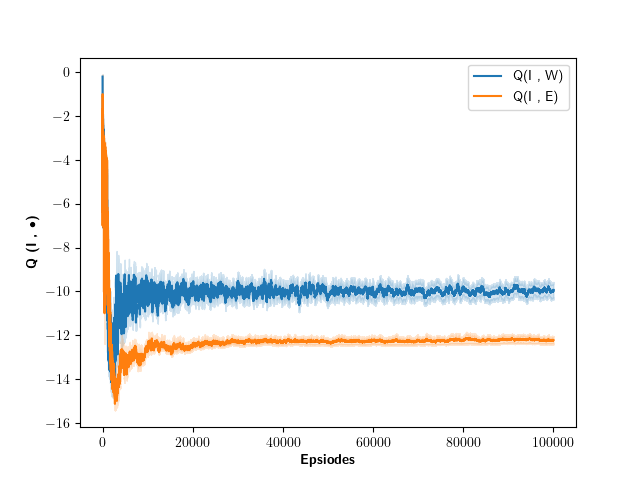 Q(I , W)
Q(I , E)
0
−2
−4
−6
−8
−10
−12
−14
−16
Q (I , •)
0 20000 40000 60000 80000 100000
Epsiodes